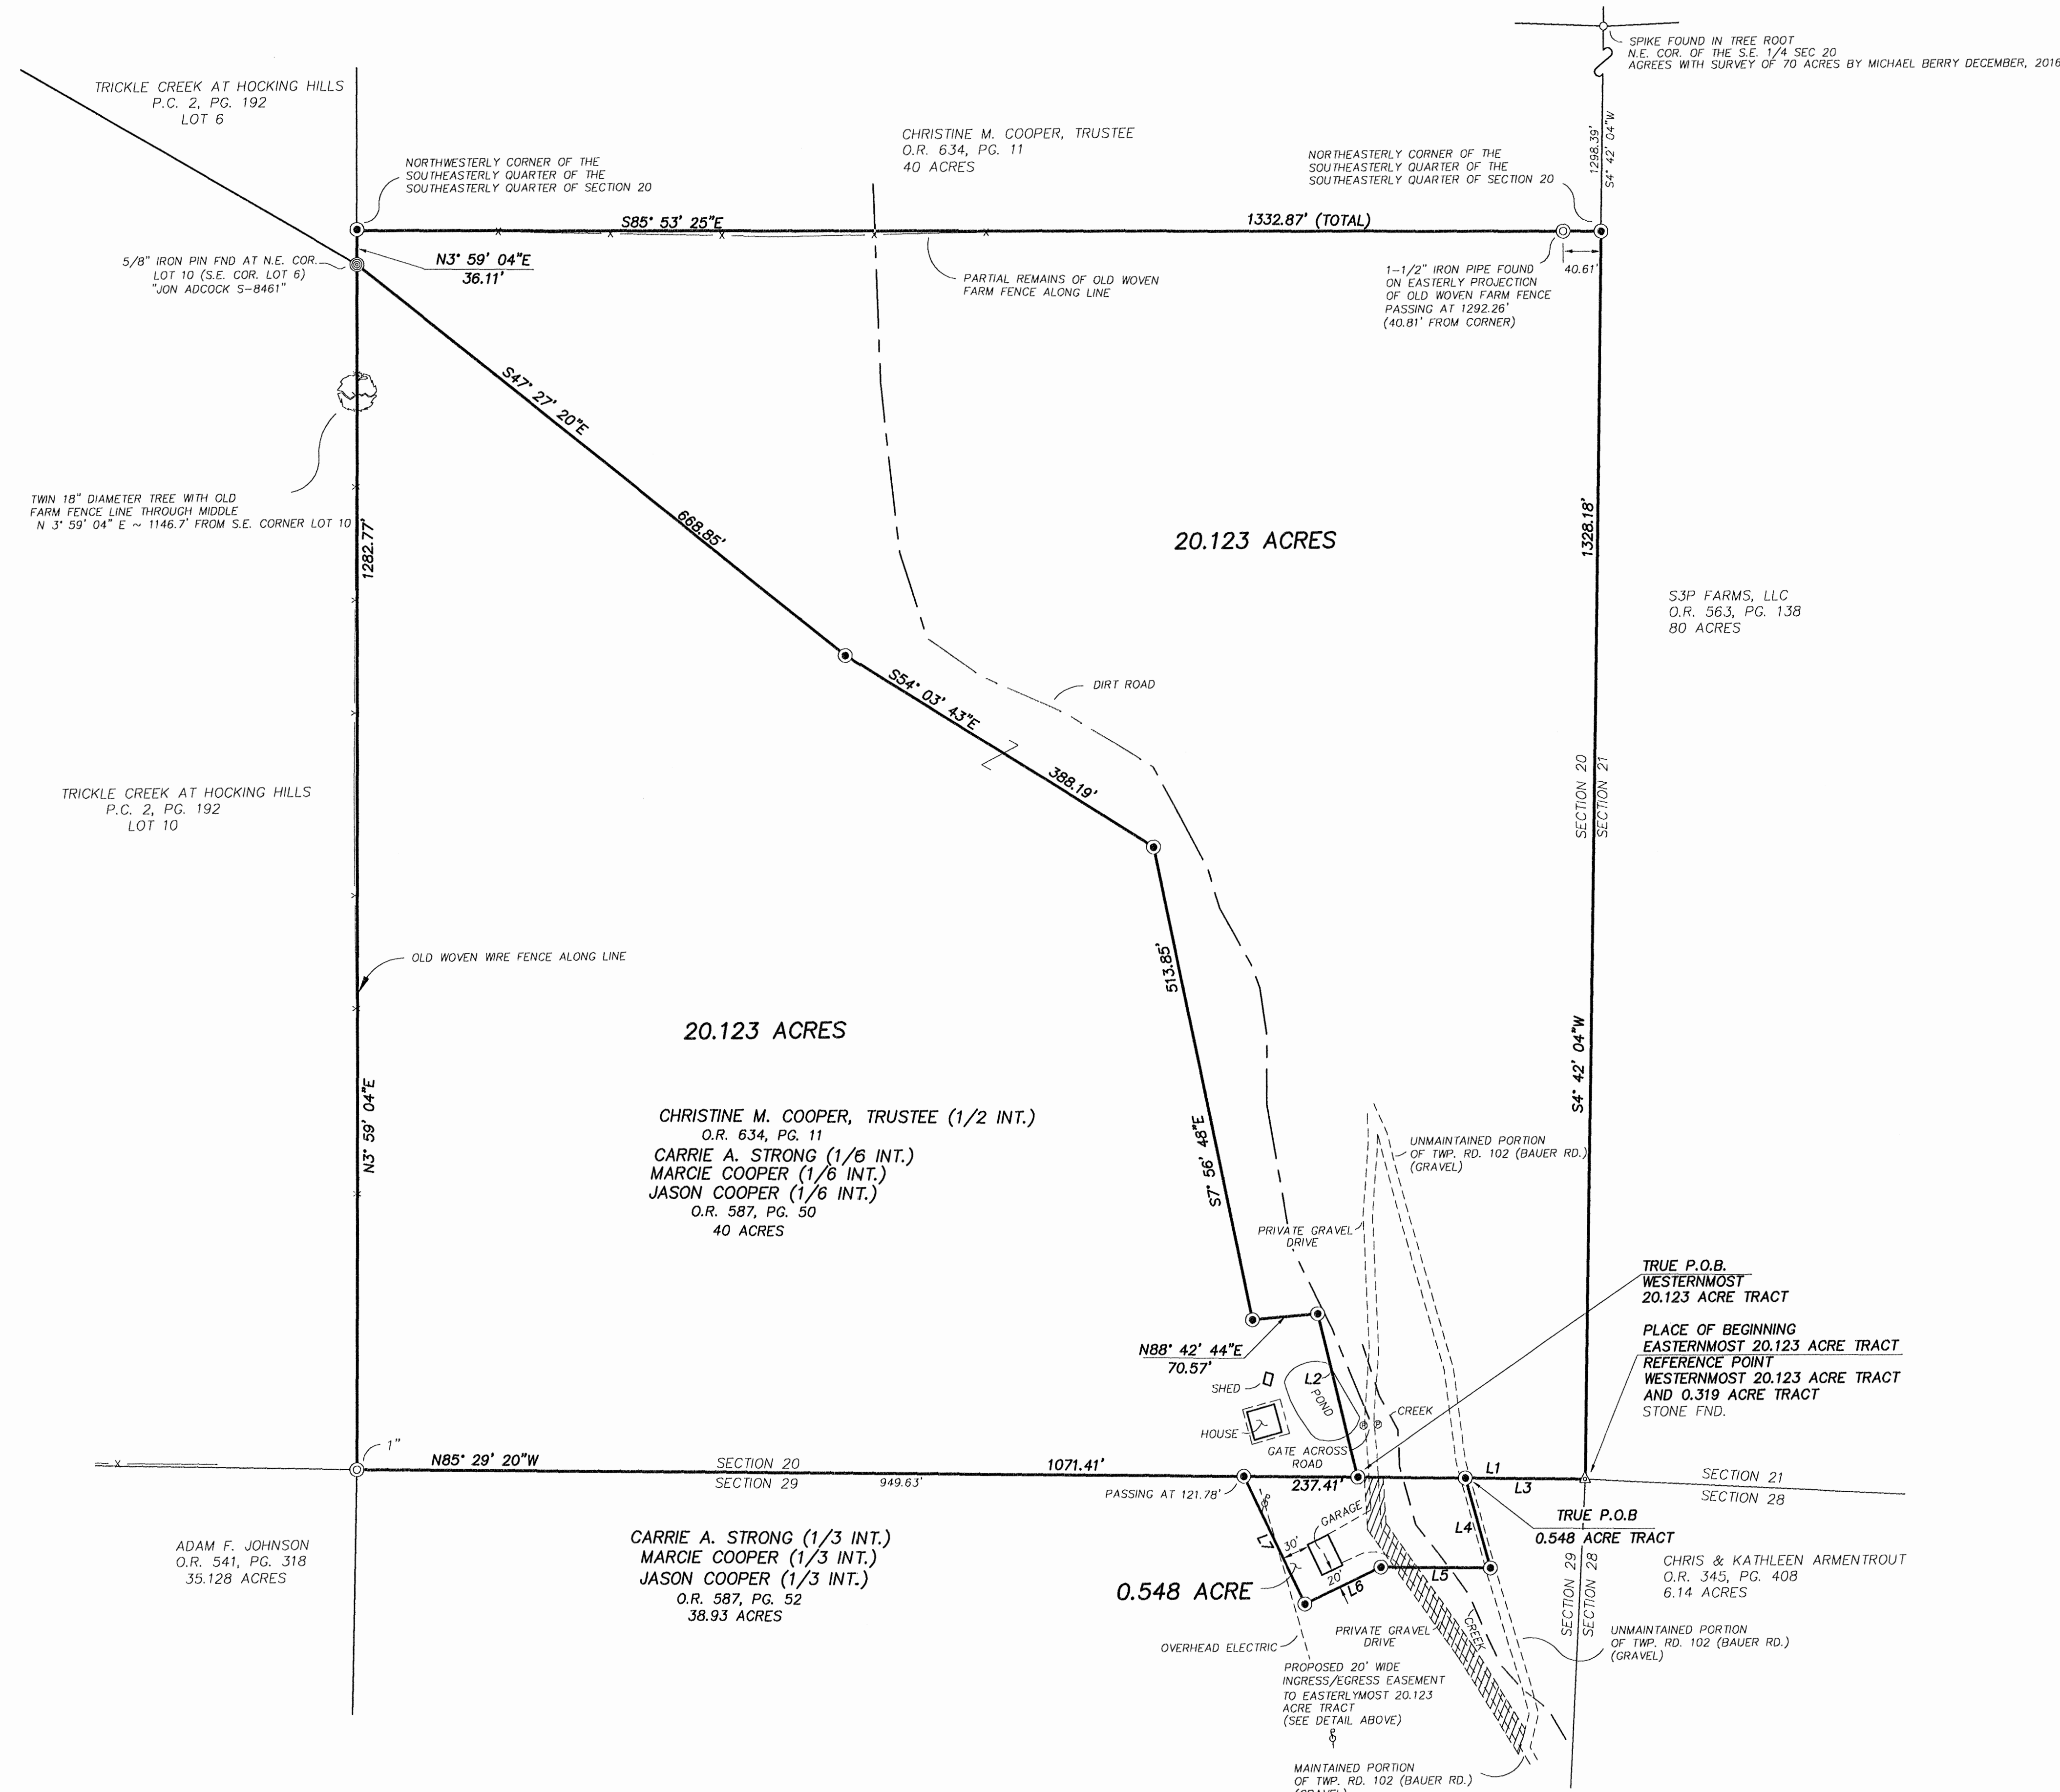 SPIKE FOUND IN TREE ROOT
N.E. COR. OF THE S.E. 1/4 SEC 20
AGREES WITH SURVEY OF 70 ACRES BY MICHAEL BERRY DECEMBER, 2016
TRICKLE CREEK AT HOCKING HILLS
P.C. 2, PG. 192
LOT 6
CHRISTINE M. COOPER, TRUSTEE
O.R. 634, PG. 11
40 ACRES
1298.39'
S4° 42' 04"W
NORTHWESTERLY CORNER OF THE
SOUTHEASTERLY QUARTER OF THE
SOUTHEASTERLY QUARTER OF SECTION 20
NORTHEASTERLY CORNER OF THE
SOUTHEASTERLY QUARTER OF THE
SOUTHEASTERLY QUARTER OF SECTION 20
S85° 53' 25"E
1332.87' (TOTAL)
5/8" IRON PIN FND AT N.E. COR.
LOT 10 (S.E. COR. LOT 6)
"JON ADCOCK S-8461"
N3° 59' 04"E
36.11'
PARTIAL REMAINS OF OLD WOVEN
FARM FENCE ALONG LINE
40.61'
1-1/2" IRON PIPE FOUND
ON EASTERLY PROJECTION
OF OLD WOVEN FARM FENCE
PASSING AT 1292.26'
(40.81' FROM CORNER)
S47° 27' 20"E
668.85'
TWIN 18" DIAMETER TREE WITH OLD
FARM FENCE LINE THROUGH MIDDLE
N 3° 59' 04" E ~ 1146.7' FROM S.E. CORNER LOT 10
1282.77'
20.123 ACRES
1328.18'
S3P FARMS, LLC
O.R. 563, PG. 138
80 ACRES
S54° 03' 43"E
388.19'
DIRT ROAD
TRICKLE CREEK AT HOCKING HILLS
P.C. 2, PG. 192
LOT 10
SECTION 20
SECTION 21
OLD WOVEN WIRE FENCE ALONG LINE
513.85'
S7° 56' 48"E
20.123 ACRES
S4° 42' 04"W
N3° 59' 04"E
CHRISTINE M. COOPER, TRUSTEE (1/2 INT.)
O.R. 634, PG. 11
CARRIE A. STRONG (1/6 INT.)
MARCIE COOPER (1/6 INT.)
JASON COOPER (1/6 INT.)
O.R. 587, PG. 50
40 ACRES
UNMAINTAINED PORTION
OF TWP. RD. 102 (BAUER RD.)
(GRAVEL)
PRIVATE GRAVEL
DRIVE
TRUE P.O.B.
WESTERNMOST
20.123 ACRE TRACT
PLACE OF BEGINNING
EASTERNMOST 20.123 ACRE TRACT
REFERENCE POINT
WESTERNMOST 20.123 ACRE TRACT
AND 0.319 ACRE TRACT
STONE FND.
N88° 42' 44"E
70.57'
SHED
L2
POND
HOUSE
CREEK
GATE ACROSS
ROAD
1"
N85° 29' 20"W
SECTION 20
SECTION 29
949.63'
1071.41'
PASSING AT 121.78'
237.41'
L1
L3
SECTION 21
SECTION 28
TRUE P.O.B
0.548 ACRE TRACT
L4
GARAGE
30'
20'
L7
L6
L5
0.548 ACRE
ADAM F. JOHNSON
O.R. 541, PG. 318
35.128 ACRES
CARRIE A. STRONG (1/3 INT.)
MARCIE COOPER (1/3 INT.)
JASON COOPER (1/3 INT.)
O.R. 587, PG. 52
38.93 ACRES
SECTION 29
SECTION 28
CHRIS & KATHLEEN ARMENTROUT
O.R. 345, PG. 408
6.14 ACRES
OVERHEAD ELECTRIC
PRIVATE GRAVEL
DRIVE
CREEK
UNMAINTAINED PORTION
OF TWP. RD. 102 (BAUER RD.)
(GRAVEL)
PROPOSED 20' WIDE
INGRESS/EGRESS EASEMENT
TO EASTERLYMOST 20.123
ACRE TRACT
(SEE DETAIL ABOVE)
MAINTAINED PORTION
OF TWP. RD. 102 (BAUER RD.)